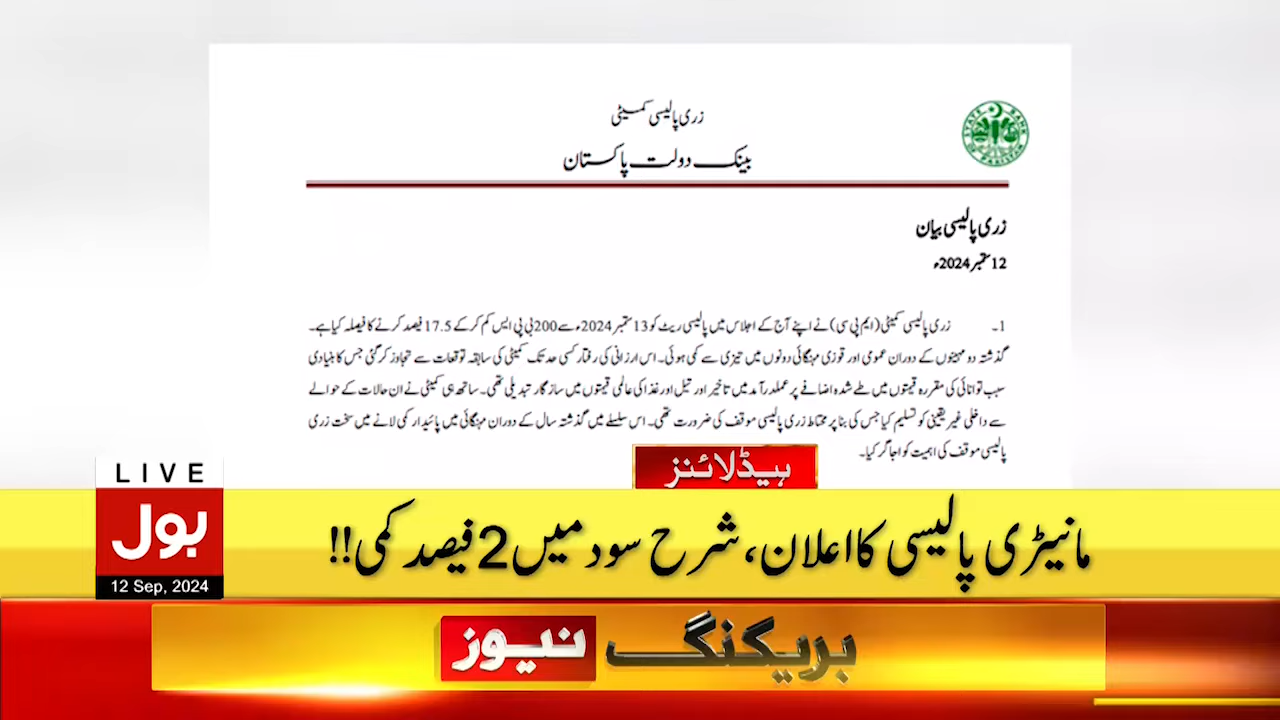 زری پالیسی کمیٹی
بینک دولت پاکستان
STATE BANK OF PAKISTAN
زری پالیسی بیان
12 ستمبر 2024ء
1۔ زری پالیسی کمیٹی (ایم پی سی) نے اپنے آج کے اجلاس میں پالیسی ریٹ کو 13 ستمبر 2024ء سے 200 بی پی ایس کم کرکے 17.5 فیصد کرنے کا فیصلہ کیا ہے۔
گذشتہ دو مہینوں کے دوران عمومی اور قوزی مہنگائی دونوں میں تیزی سے کمی ہوئی۔ اس ارزانی کی رفتار کسی حد تک کمیٹی کی سابقہ توقعات سے تجاوز کرگئی جس کا بنیادی
سبب توانائی کی مقررہ قیمتوں میں طے شدہ اضافے پر عملدرآمد میں تاخیر اور تیل اور غذا کی عالمی قیمتوں میں سازگار تبدیلی تھی۔ ساتھ ہی کمیٹی نے ان حالات کے حوالے
سے داخلی غیر یقینی کو تسلیم کیا جس کی بنا پر محتاط زری پالیسی موقف کی ضرورت تھی۔ اس سلسلے میں گذشتہ سال کے دوران مہنگائی میں پائیدار کمی لانے میں سخت زری
پالیسی موقف کی اہمیت کو اجاگر کیا۔
ہیڈلائنز
LIVE
بول
12 Sep, 2024
مانیٹری پالیسی کا اعلان، شرح سود میں 2 فیصد کمی!!
بریکنگ نیوز